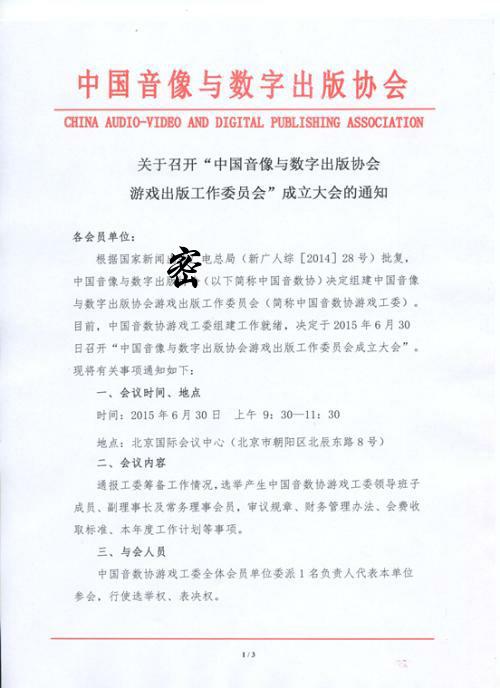 中国音像与数字出版协会
CHINA AUDIO-VIDEO AND DIGITAL PUBLISHING ASSOCIATION
关于召开“中国音像与数字出版协会
游戏出版工作委员会”成立大会的通知
各会员单位：
根据国家新闻 密 电总局（新广人综［2014］28号）批复，
中国音像与数字出版 （以下简称中国音数协）决定组建中国音像
与数字出版协会游戏出版工作委员会（简称中国音数协游戏工委）。
目前，中国音数协游戏工委组建工作就绪，决定于2015年6月30
日召开“中国音像与数字出版协会游戏出版工作委员会成立大会”。
现将有关事项通知如下：
一、会议时间、地点
时间：2015年6月30日 上午9：30—11：30
地点：北京国际会议中心（北京市朝阳区北辰东路8号）
二、会议内容
通报工委筹备工作情况，选举产生中国音数协游戏工委领导班子
成员、副理事长及常务理事会员，审议规章、财务管理办法、会费收
取标准、本年度工作计划等事项。
三、与会人员
中国音数协游戏工委全体会员单位委派1名负责人代表本单位
参会，行使选举权、表决权。
1/3